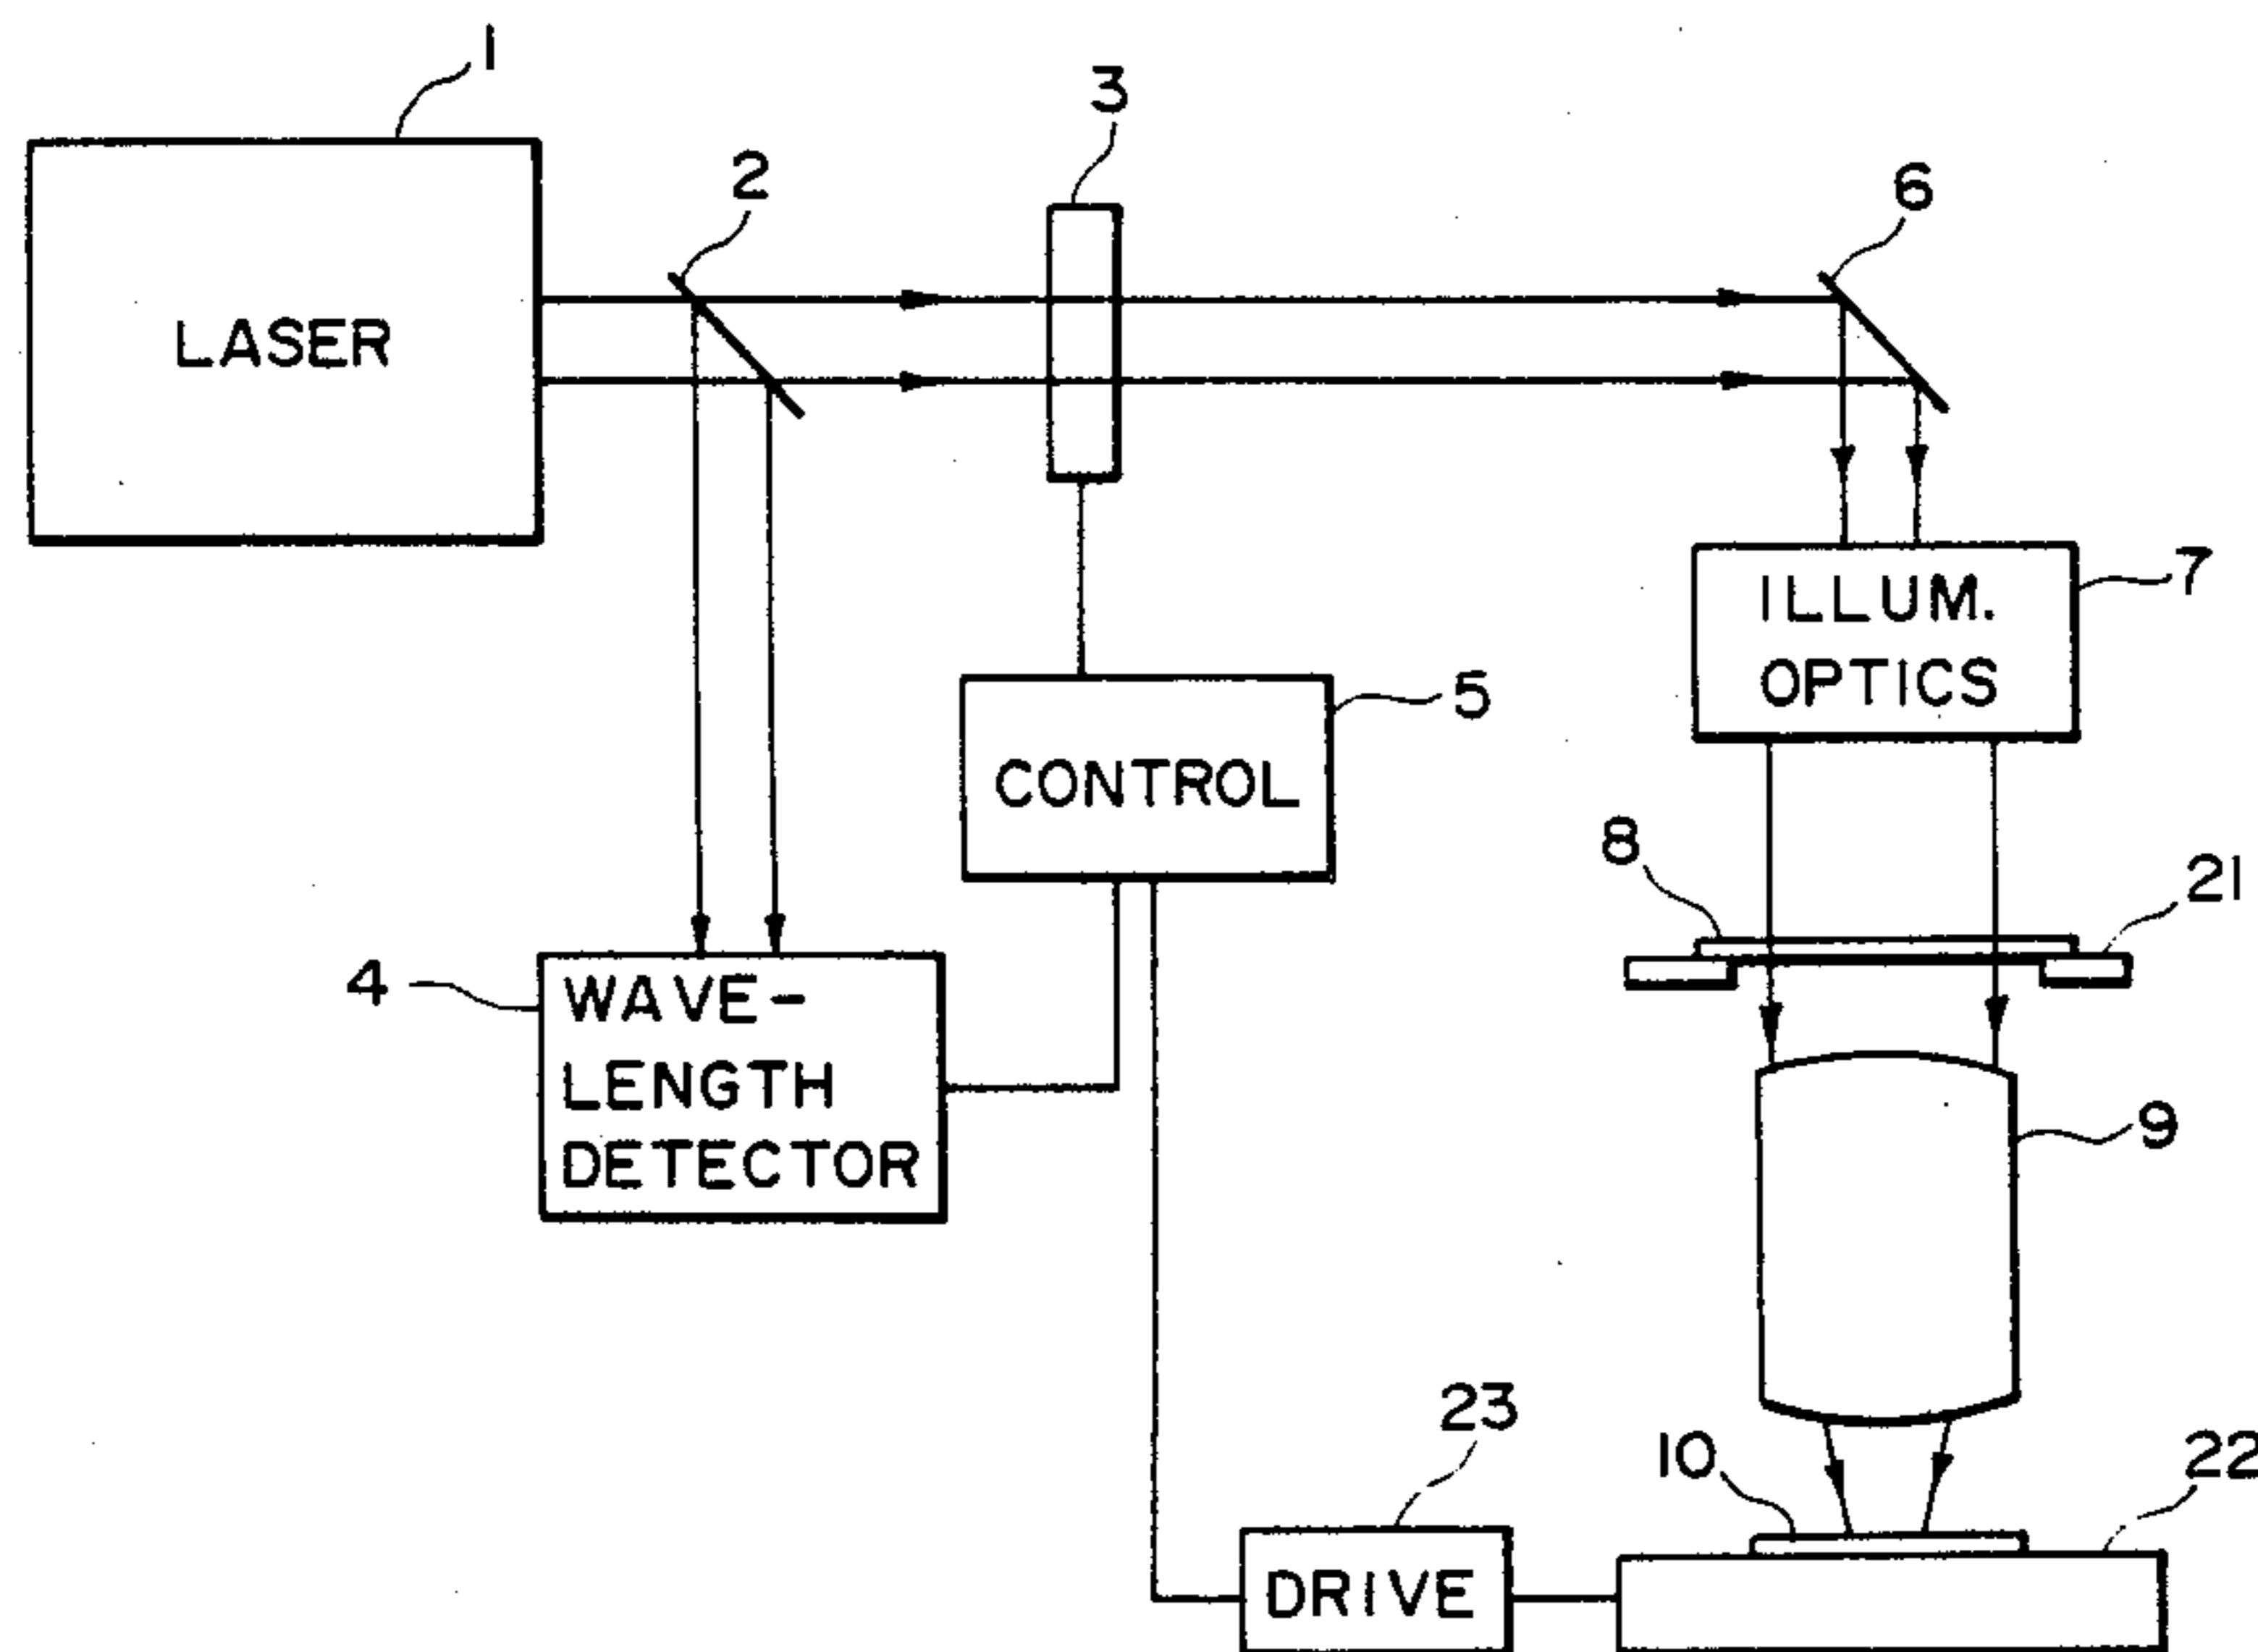 1
3
2
6
LASER
ILLUM.
OPTICS
7
5
CONTROL
8
21
4
WAVE-
LENGTH
DETECTOR
9
23
10
22
DRIVE